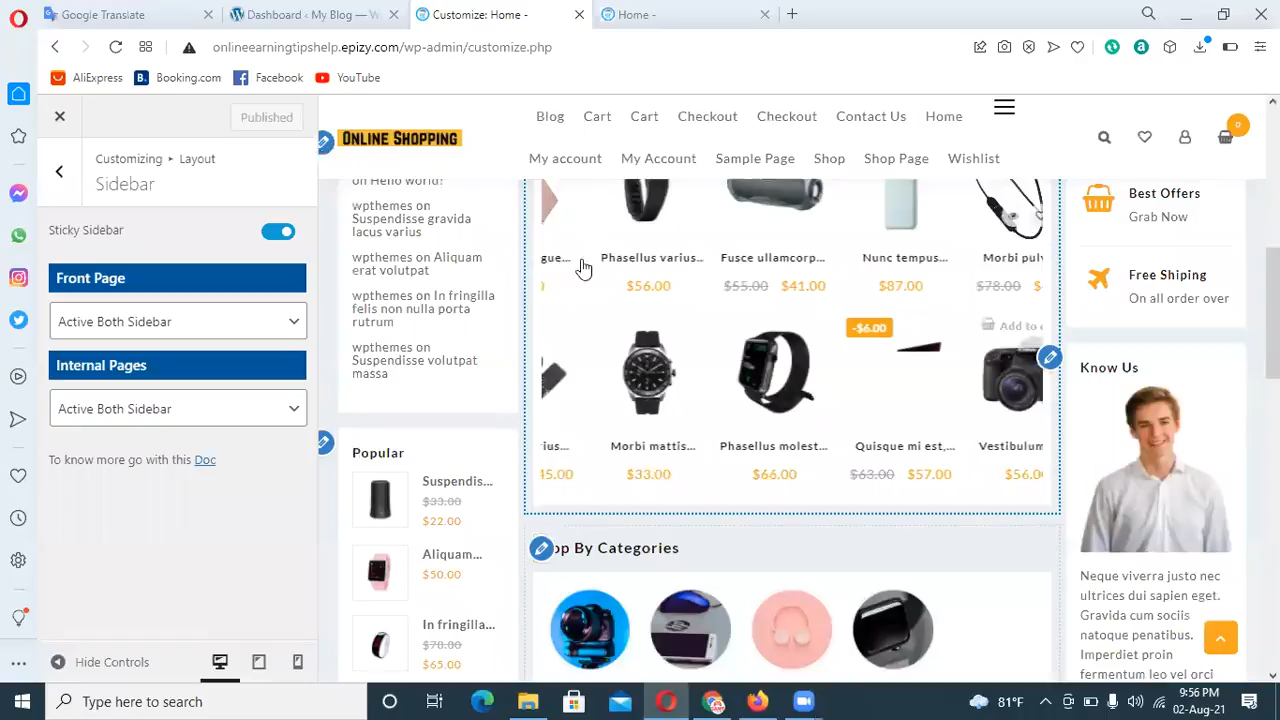 Google Translate
Dashboard ‹ My Blog — W
Customize: Home -
Home -
onlineearningtipshelp.epizy.com/wp-admin/customize.php
AliExpress
Booking.com
Facebook
YouTube
Published
Customizing ▸ Layout
Sidebar
Sticky Sidebar
Front Page
Active Both Sidebar
Internal Pages
Active Both Sidebar
To know more go with this Doc
Hide Controls
ONLINE SHOPPING
Blog Cart Cart Checkout Checkout Contact Us Home
My account My Account Sample Page Shop Shop Page Wishlist
0
on Hello world?
wpthemes on
Suspendisse gravida
lacus varius
wpthemes on Aliquam
erat volutpat
wpthemes on In fringilla
felis non nulla porta
rutrum
wpthemes on
Suspendisse volutpat
massa
Popular
Suspendis...
$33.00
$22.00
Aliquam...
$50.00
In fringilla...
$78.00
$65.00
gue... Phasellus varius... Fusce ullamcorp... Nunc tempus... Morbi pulv
$56.00 $55.00 $41.00 $87.00 $78.00 $
-$6.00
Add to c
rius... Morbi mattis... Phasellus molest... Quisque mi est,... Vestibulum
45.00 $33.00 $66.00 $63.00 $57.00 $56.0
op By Categories
Best Offers
Grab Now
Free Shiping
On all order over
Know Us
Neque viverra justo nec
ultrices dui sapien eget.
Gravida cum sociis
natoque penatibus.
Imperdiet proin
fermentum leo vel
Type here to search
81°F
9:56 PM
02-Aug-21